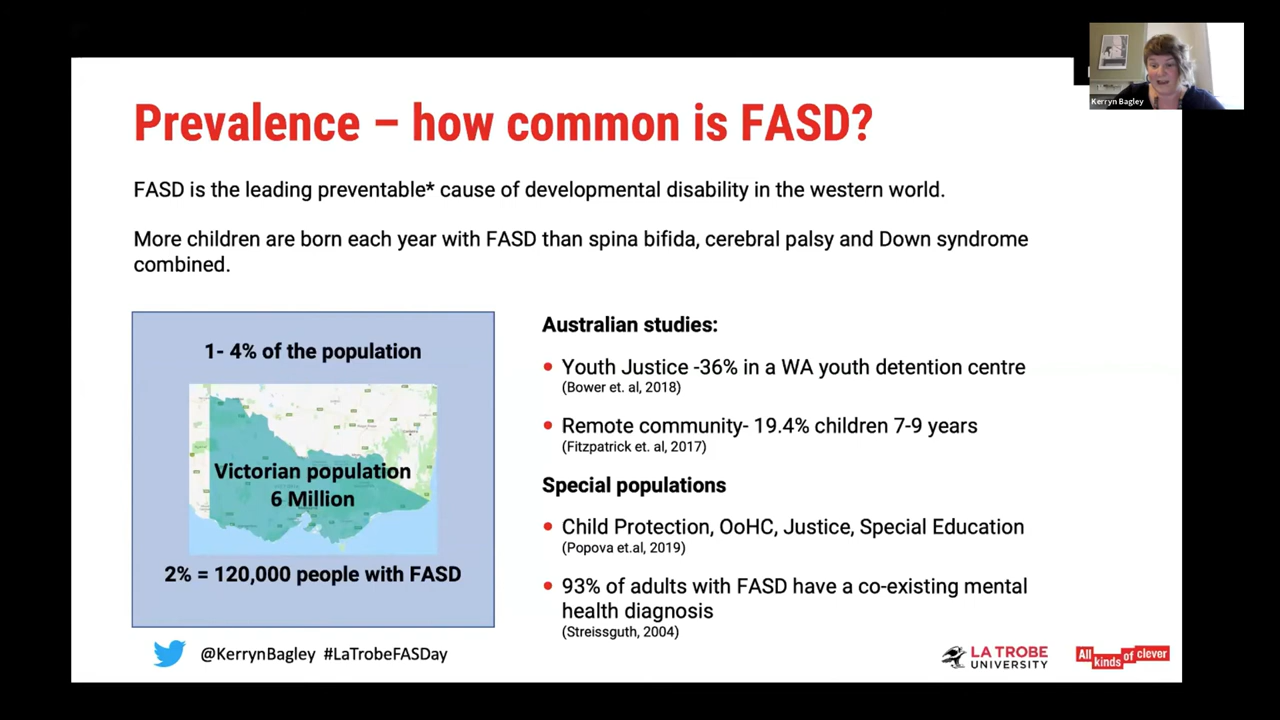 Kerryn Bagley
Prevalence – how common is FASD?
FASD is the leading preventable* cause of developmental disability in the western world.
More children are born each year with FASD than spina bifida, cerebral palsy and Down syndrome
combined.
1- 4% of the population
Victorian population
6 Million
2% = 120,000 people with FASD
Australian studies:
• Youth Justice -36% in a WA youth detention centre
(Bower et. al, 2018)
• Remote community- 19.4% children 7-9 years
(Fitzpatrick et. al, 2017)
Special populations
• Child Protection, OoHC, Justice, Special Education
(Popova et.al, 2019)
• 93% of adults with FASD have a co-existing mental
health diagnosis
(Streissguth, 2004)
@KerrynBagley #LaTrobeFASDay
LA TROBE
UNIVERSITY
All kinds of clever